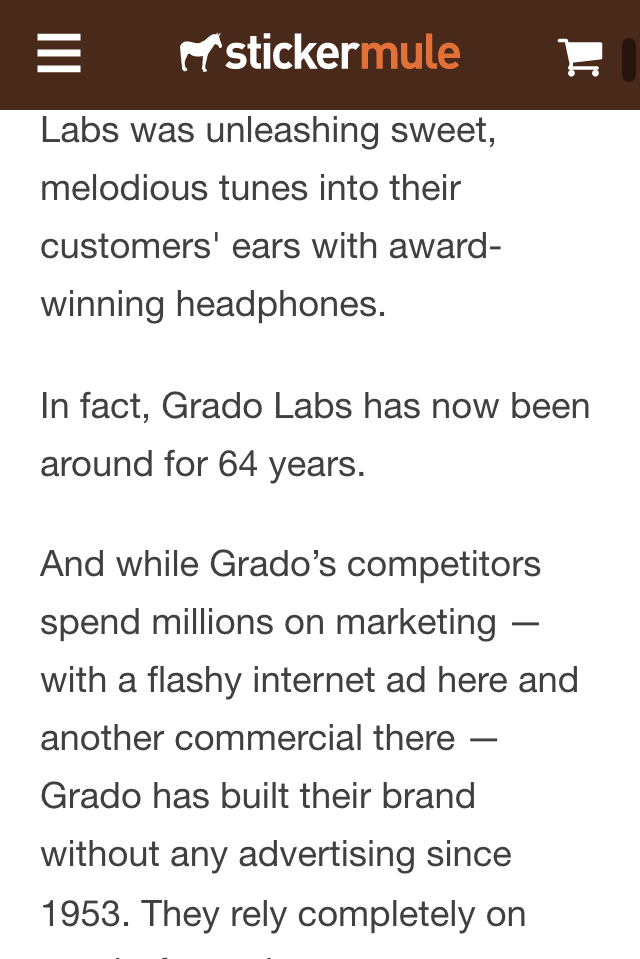 stickermule
Labs was unleashing sweet,
melodious tunes into their
customers' ears with award-
winning headphones.
In fact, Grado Labs has now been
around for 64 years.
And while Grado’s competitors
spend millions on marketing —
with a flashy internet ad here and
another commercial there —
Grado has built their brand
without any advertising since
1953. They rely completely on